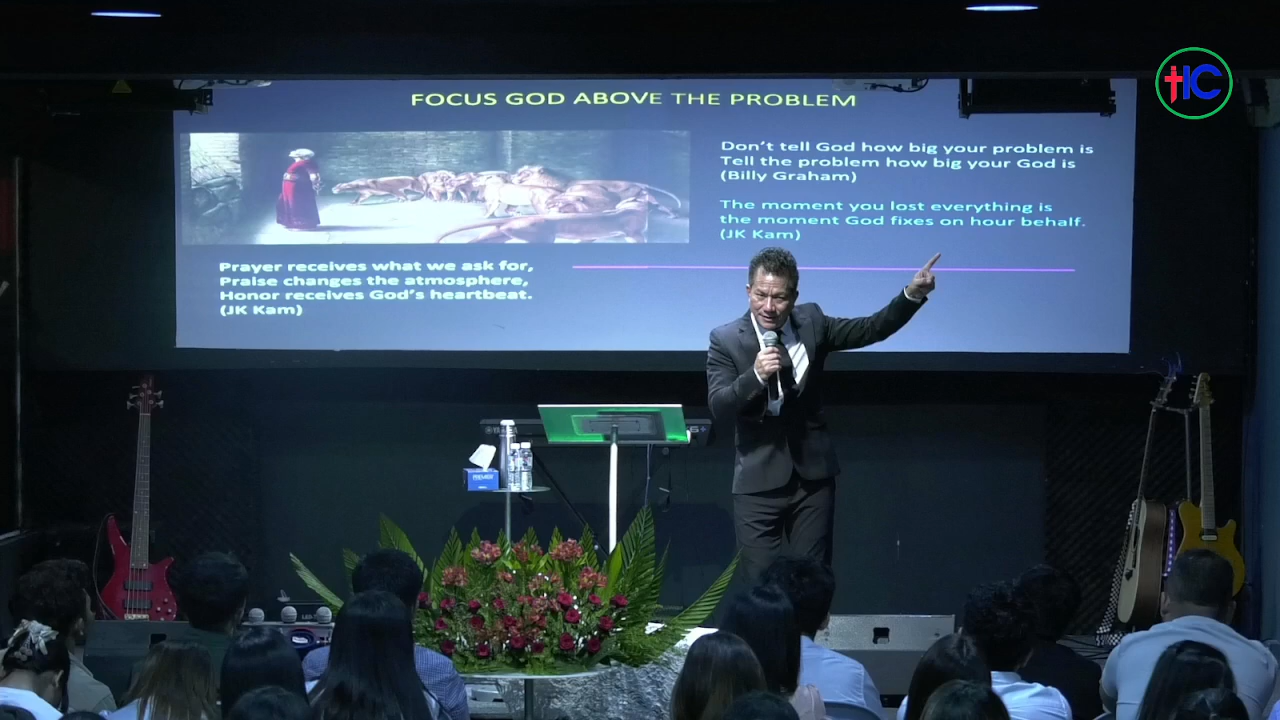 FOCUS GOD ABOVE THE PROBLEM
Don't tell God how big your problem is
Tell the problem how big your God is
(Billy Graham)
The moment you lost everything is
the moment God fixes on hour behalf.
(JK Kam)
Prayer receives what we ask for,
Praise changes the atmosphere,
Honor receives God's heartbeat.
(JK Kam)